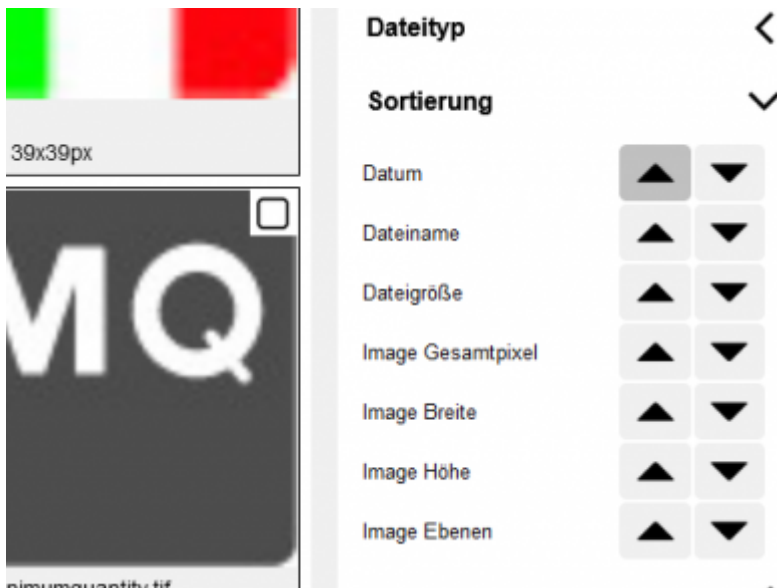 39x39px
MQ
Dateityp
Sortierung
Datum
Dateiname
Dateigröße
Image Gesamtpixel
Image Breite
Image Höhe
Image Ebenen